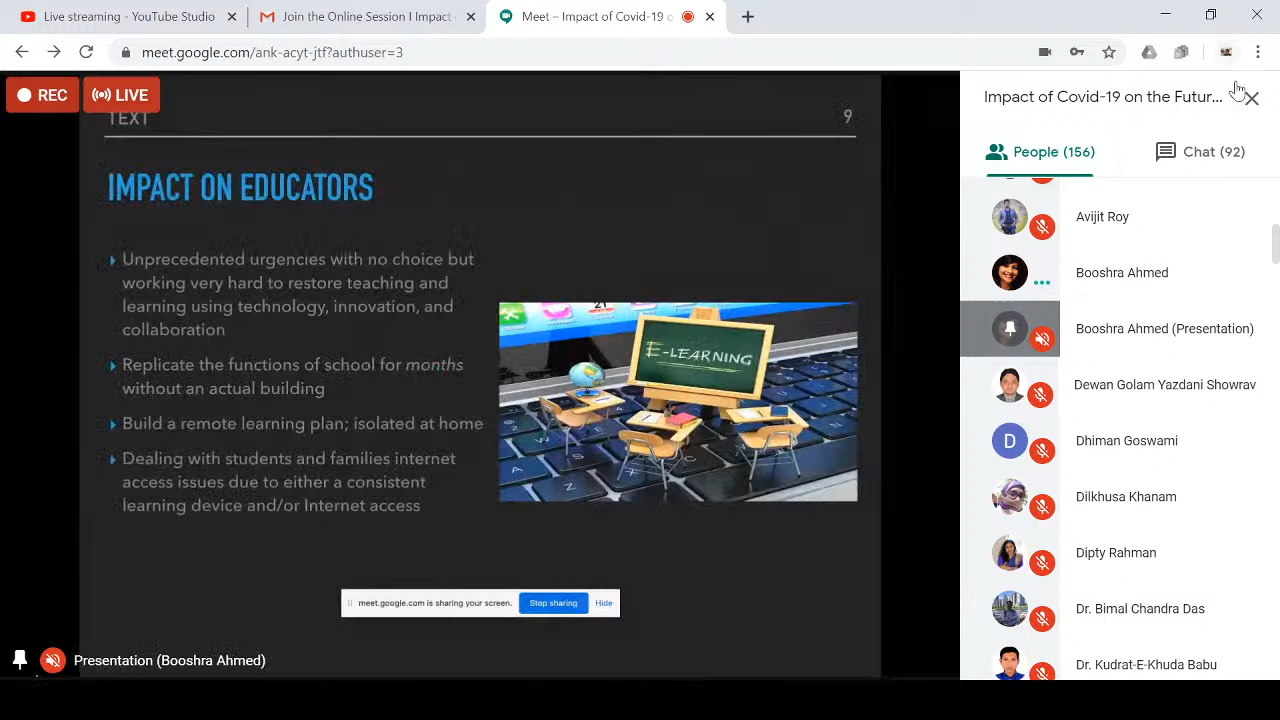 Live streaming - YouTube Studio
Join the Online Session I Impact
Meet – Impact of Covid-19 o
meet.google.com/ank-acyt-jtf?authuser=3
REC
LIVE
TEXT
9
IMPACT ON EDUCATORS
Unprecedented urgencies with no choice but
working very hard to restore teaching and
learning using technology, innovation, and
collaboration
Replicate the functions of school for months
without an actual building
Build a remote learning plan; isolated at home
Dealing with students and families internet
access issues due to either a consistent
learning device and/or Internet access
21
E-LEARNING
meet.google.com is sharing your screen.
Stop sharing
Hide
Presentation (Booshra Ahmed)
Impact of Covid-19 on the Futur...
People (156)
Chat (92)
Avijit Roy
Booshra Ahmed
Booshra Ahmed (Presentation)
Dewan Golam Yazdani Showrav
D
Dhiman Goswami
Dilkhusa Khanam
Dipty Rahman
Dr. Bimal Chandra Das
Dr. Kudrat-E-Khuda Babu